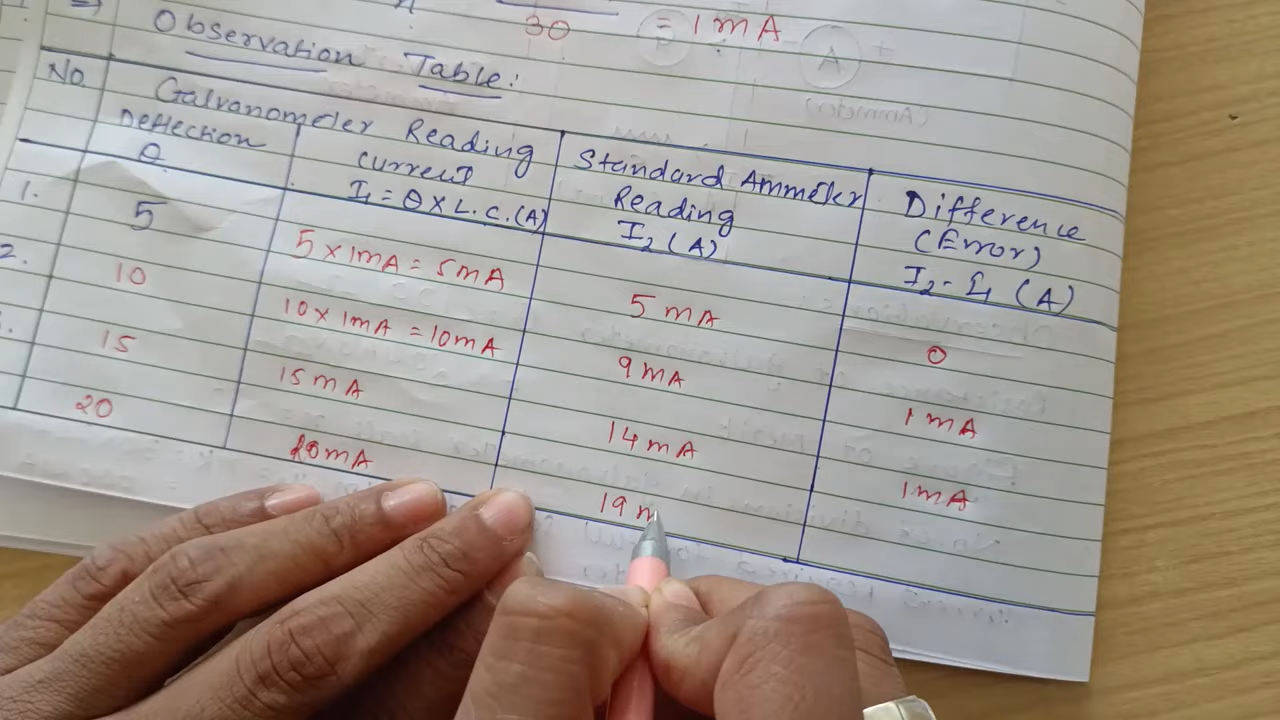 30 = 1mA
Observation Table:
No. Galvanometer Reading Standard Ammeter Reading I₂ (A) Difference (Error) I₂ - I₁ (A)
Deflection θ Current I₁ = θ X L.C. (A)
1. 5 5 x 1mA = 5mA 5 mA 0
2. 10 10 x 1mA = 10mA 9 mA 1 mA
15 15 mA 14 mA 1mA
20 20mA 19 m
A
(Ammeter)